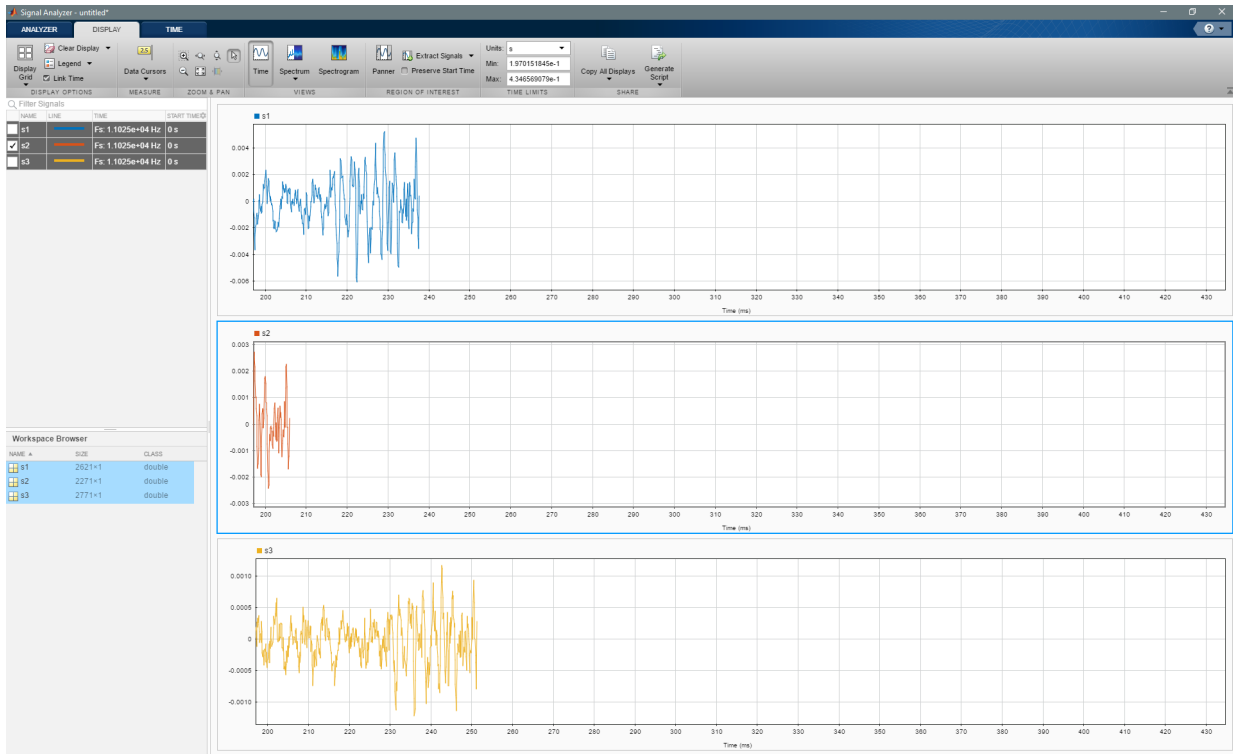 Signal Analyzer - untitled*
ANALYZER DISPLAY TIME
Display Grid
Clear Display
Legend
Link Time
2.5
Data Cursors
Time
Spectrum
Spectrogram
Panner
Extract Signals
Preserve Start Time
Units: s
Min: 1.970151845e-1
Max: 4.346569079e-1
Copy All Displays
Generate Script
DISPLAY OPTIONS MEASURE ZOOM & PAN VIEWS REGION OF INTEREST TIME LIMITS SHARE
Filter Signals
NAME LINE TIME START TIME
s1 Fs: 1.1025e+04 Hz 0 s
s2 Fs: 1.1025e+04 Hz 0 s
s3 Fs: 1.1025e+04 Hz 0 s
Workspace Browser
NAME SIZE CLASS
s1 2621×1 double
s2 2271×1 double
s3 2771×1 double
s1
0.004
0.002
0
-0.002
-0.004
-0.006
200 210 220 230 240 250 260 270 280 290 300 310 320 330 340 350 360 370 380 390 400 410 420 430
Time (ms)
s2
0.003
0.002
0.001
0
-0.001
-0.002
-0.003
200 210 220 230 240 250 260 270 280 290 300 310 320 330 340 350 360 370 380 390 400 410 420 430
Time (ms)
s3
0.0010
0.0005
0
-0.0005
-0.0010
200 210 220 230 240 250 260 270 280 290 300 310 320 330 340 350 360 370 380 390 400 410 420 430
Time (ms)